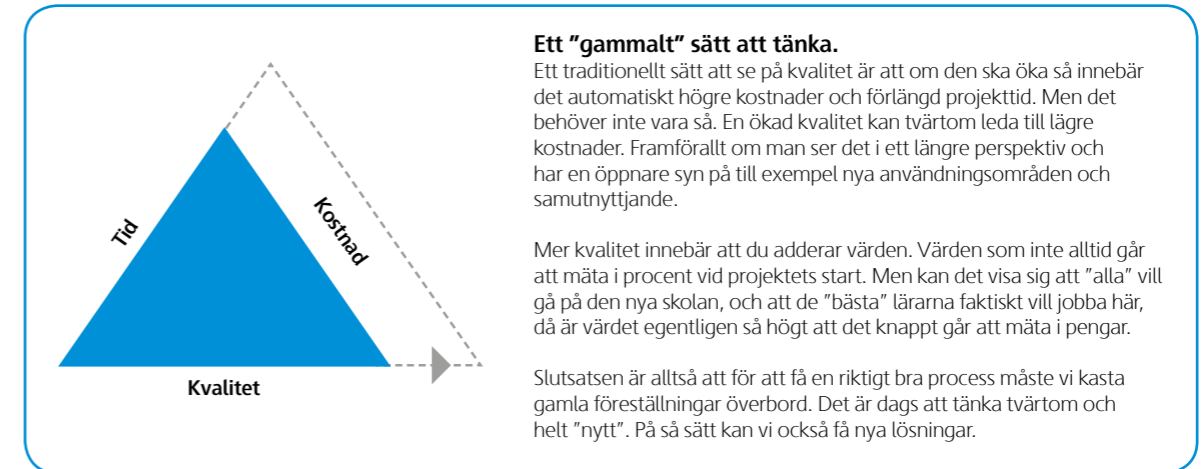 Ett ”gammalt” sätt att tänka.
Ett traditionellt sätt att se på kvalitet är att om den ska öka så innebär
det automatiskt högre kostnader och förlängd projekttid. Men det
behöver inte vara så. En ökad kvalitet kan tvärtom leda till lägre
kostnader. Framförallt om man ser det i ett längre perspektiv och
har en öppnare syn på till exempel nya användningsområden och
samutnyttjande.
Mer kvalitet innebär att du adderar värden. Värden som inte alltid går
att mäta i procent vid projektets start. Men kan det visa sig att ”alla” vill
gå på den nya skolan, och att de ”bästa” lärarna faktiskt vill jobba här,
då är värdet egentligen så högt att det knappt går att mäta i pengar.
Slutsatsen är alltså att för att få en riktigt bra process måste vi kasta
gamla föreställningar överbord. Det är dags att tänka tvärtom och
helt ”nytt”. På så sätt kan vi också få nya lösningar.
Tid
Kostnad
Kvalitet